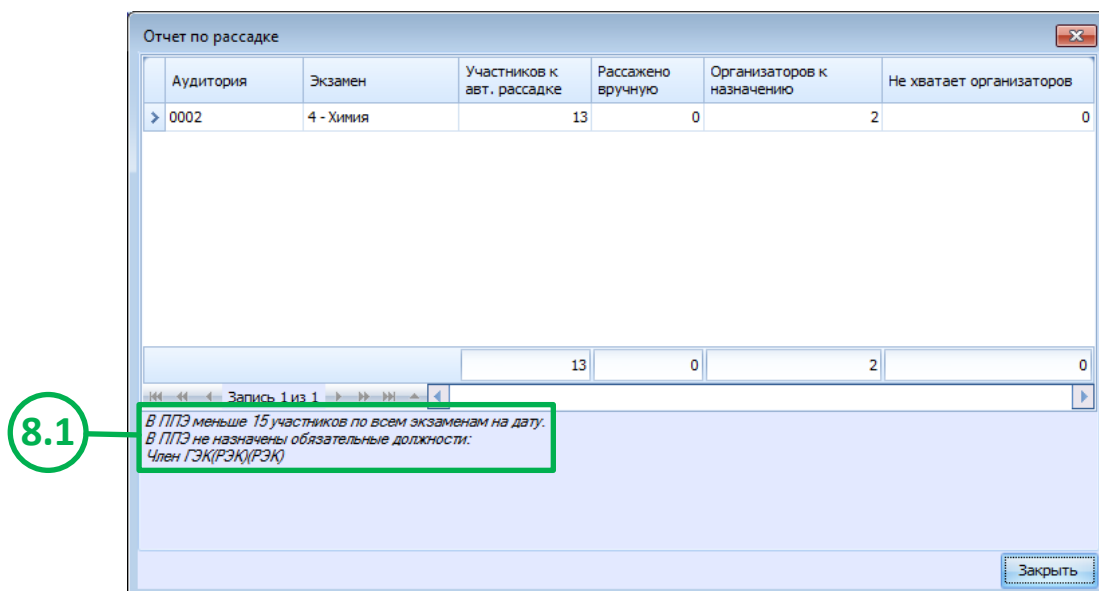 Отчет по рассадке
Аудитория Экзамен Участников к авт. рассадке Рассажено вручную Организаторов к назначению Не хватает организаторов
0002 4 - Химия 13 0 2 0
13 0 2 0
Запись 1 из 1
8.1
В ППЭ меньше 15 участников по всем экзаменам на дату.
В ППЭ не назначены обязательные должности:
Член ГЭК(РЭК)(РЭК)
Закрыть